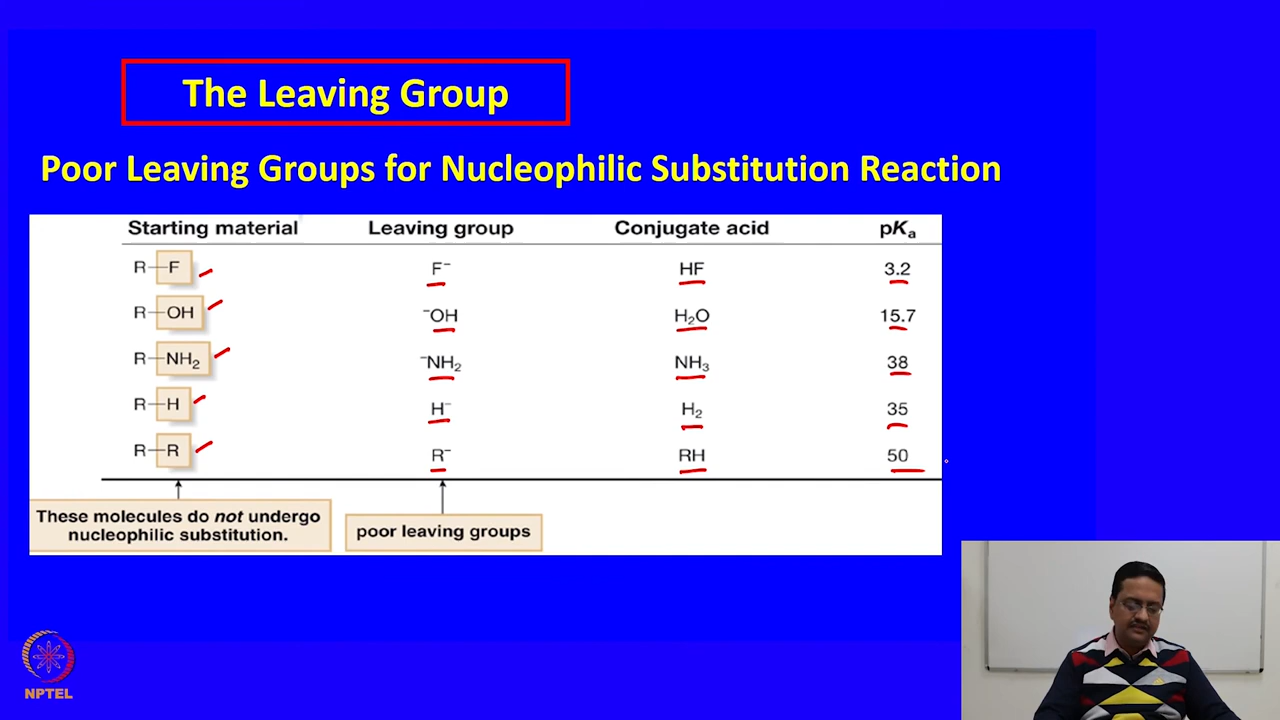 The Leaving Group
Poor Leaving Groups for Nucleophilic Substitution Reaction
Starting material Leaving group Conjugate acid pKa
R—F F⁻ HF 3.2
R—OH ⁻OH H₂O 15.7
R—NH₂ ⁻NH₂ NH₃ 38
R—H H⁻ H₂ 35
R—R R⁻ RH 50
These molecules do not undergo
nucleophilic substitution.
poor leaving groups
NPTEL